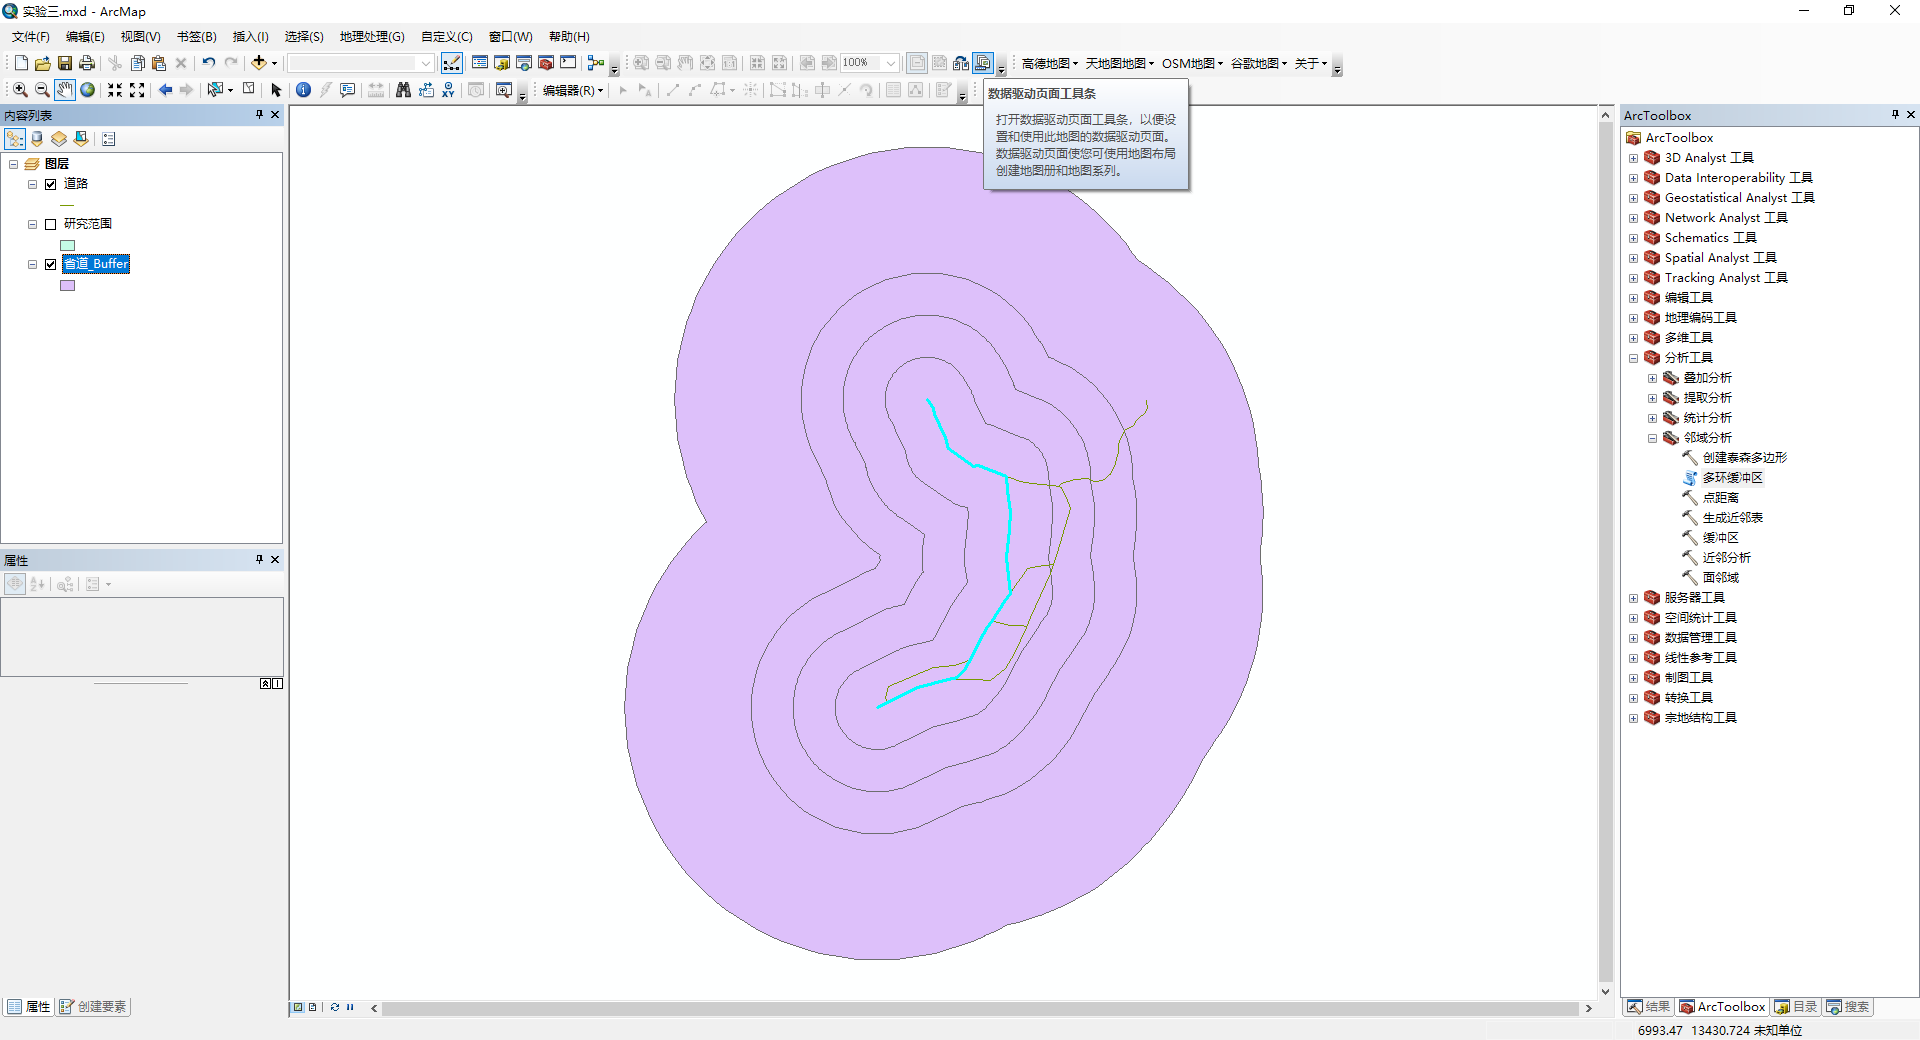 实验三.mxd - ArcMap
文件(F) 编辑(E) 视图(V) 书签(B) 插入(I) 选择(S) 地理处理(G) 自定义(C) 窗口(W) 帮助(H)
100% 高德地图 天地图地图 OSM地图 谷歌地图 关于
编辑器(R)
数据驱动页面工具条
打开数据驱动页面工具条，以便设
置和使用此地图的数据驱动页面。
数据驱动页面使您可使用地图布局
创建地图册和地图系列。
内容列表
图层
道路
研究范围
省道_Buffer
属性
属性 创建要素
ArcToolbox
ArcToolbox
3D Analyst 工具
Data Interoperability 工具
Geostatistical Analyst 工具
Network Analyst 工具
Schematics 工具
Spatial Analyst 工具
Tracking Analyst 工具
编辑工具
地理编码工具
多维工具
分析工具
叠加分析
提取分析
统计分析
邻域分析
创建泰森多边形
多环缓冲区
点距离
生成近邻表
缓冲区
近邻分析
面邻域
服务器工具
空间统计工具
数据管理工具
线性参考工具
制图工具
转换工具
宗地结构工具
结果 ArcToolbox 目录 搜索
6993.47 13430.724 未知单位